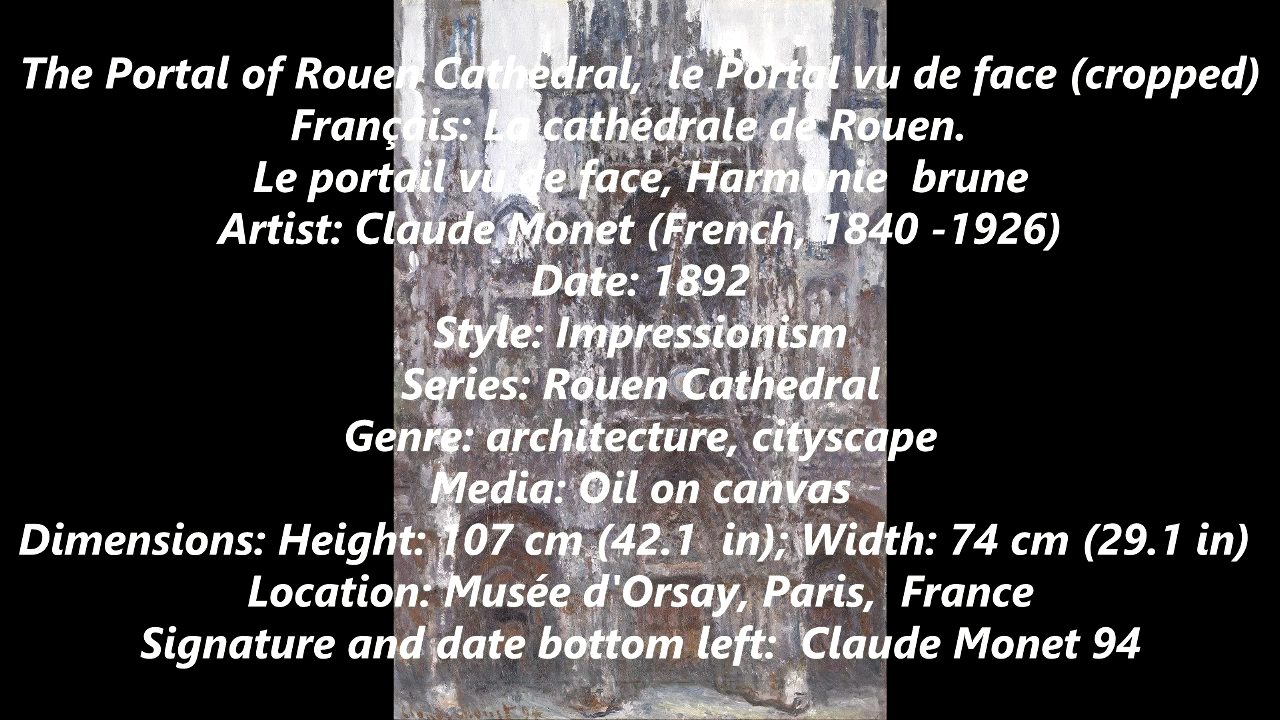 The Portal of Rouen Cathedral,  le Portal vu de face (cropped)
Français: La cathédrale de Rouen.
Le portail vu de face, Harmonie  brune
Artist: Claude Monet (French, 1840 -1926)
Date: 1892
Style: Impressionism
Series: Rouen Cathedral
Genre: architecture, cityscape
Media: Oil on canvas
Dimensions: Height: 107 cm (42.1  in); Width: 74 cm (29.1 in)
Location: Musée d'Orsay, Paris,  France
Signature and date bottom left:  Claude Monet 94